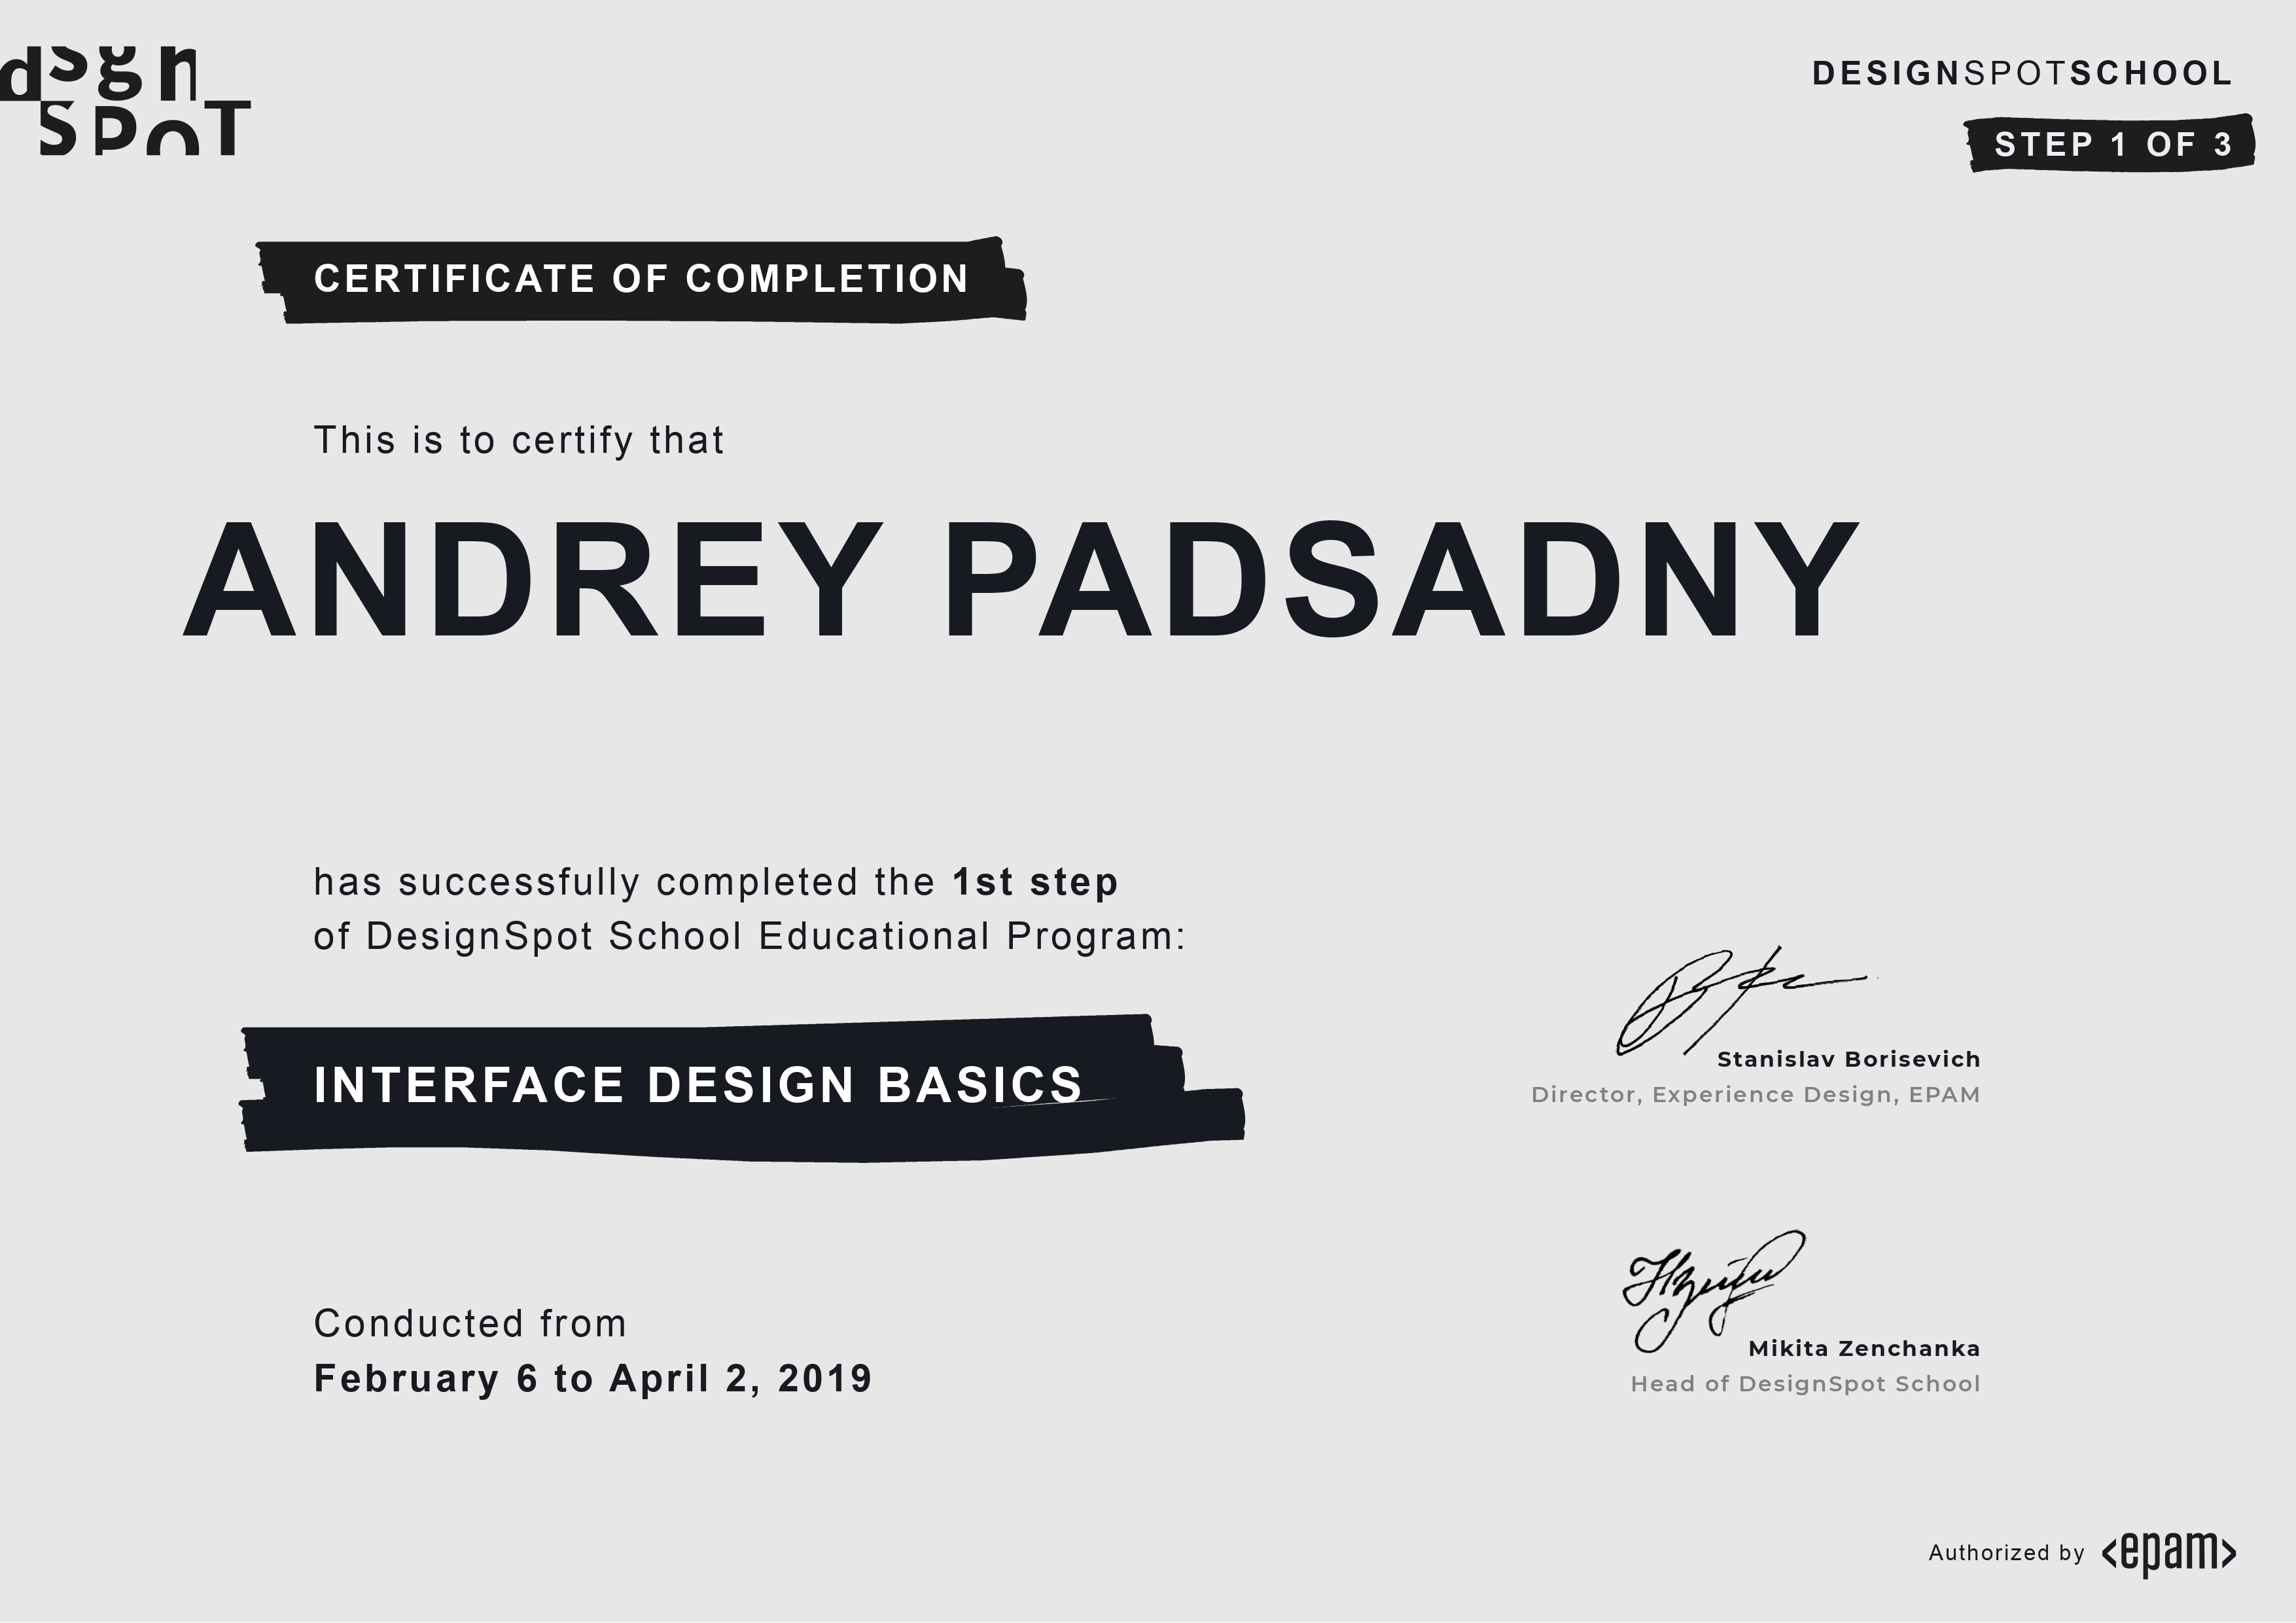 dsgn
SPoT
DESIGNSPOTSCHOOL
STEP 1 OF 3
CERTIFICATE OF COMPLETION
This is to certify that
ANDREY PADSADNY
has successfully completed the 1st step
of DesignSpot School Educational Program:
INTERFACE DESIGN BASICS
Conducted from
February 6 to April 2, 2019
Stanislav Borisevich
Director, Experience Design, EPAM
Mikita Zenchanka
Head of DesignSpot School
Authorized by <epam>